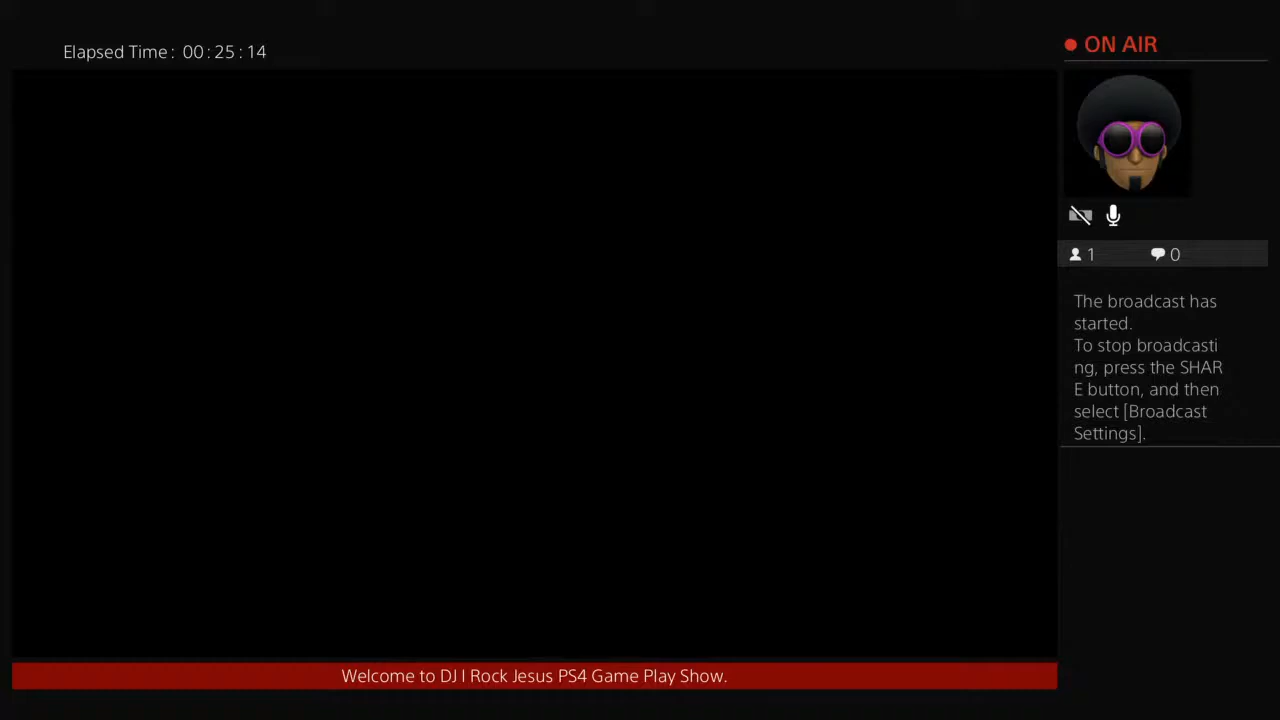 Elapsed Time: 00:25:14
ON AIR
1 0
The broadcast has
started.
To stop broadcasti
ng, press the SHAR
E button, and then
select [Broadcast
Settings].
Welcome to DJ I Rock Jesus PS4 Game Play Show.